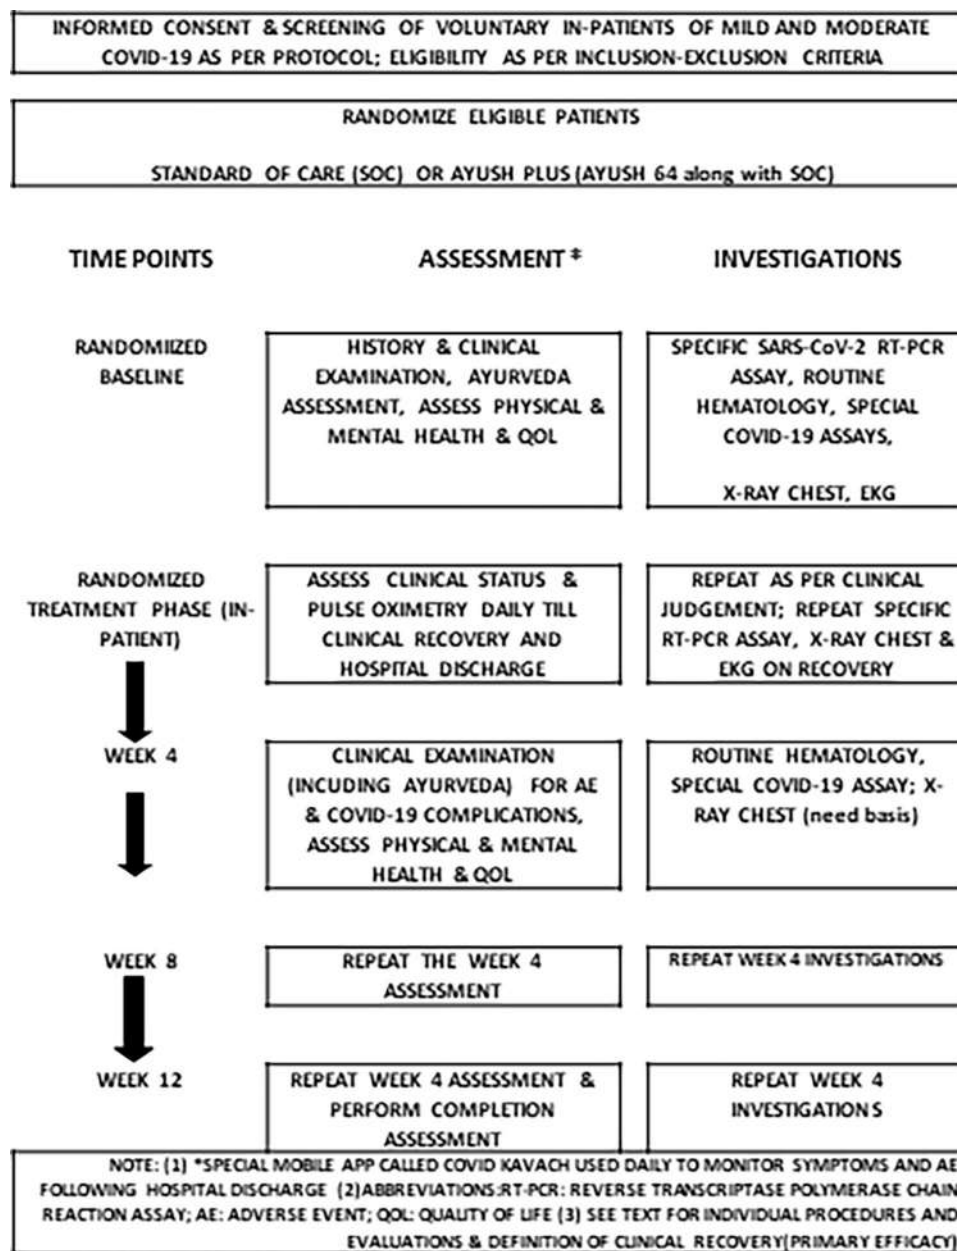 INFORMED CONSENT & SCREENING OF VOLUNTARY IN-PATIENTS OF MILD AND MODERATE
COVID-19 AS PER PROTOCOL; ELIGIBILITY AS PER INCLUSION-EXCLUSION CRITERIA
RANDOMIZE ELIGIBLE PATIENTS
STANDARD OF CARE (SOC) OR AYUSH PLUS (AYUSH 64 along with SOC)
TIME POINTS
ASSESSMENT *
INVESTIGATIONS
RANDOMIIZED
BASELINE
HISTORY & CLINICAL
EXAMINATION, AYURVEDA
ASSESSMENT, ASSESS PHYSICAL &
MENTAL HEALTH & QOL
SPECIFIC SARS-CoV-2 RT-PCR
ASSAY, ROUTINE
HEMATOLOGY, SPECIAL
COVID-19 ASSAYS,
X-RAY CHEST, EKG
RANDOMIZED
TREATMENT PHASE (IN-
PATIENT)
ASSESS CLINICAL STATUS &
PULSE OXIMETRY DAILY TILL
CLINICAL RECOVERY AND
HOSPITAL DISCHARGE
REPEAT AS PER CLINICAL
JUDGEMENT; REPEAT SPECIFIC
RT-PCR ASSAY, X-RAY CHEST &
EKG ON RECOVERY
WEEK 4
CLINICAL EXAMINATION
(INCUDING AYURVEDA) FOR AE
& COVID-19 COMPLICATIONS,
ASSESS PHYSICAL & MENTAL
HEALTH & QOL
ROUTINE HEMATOLOGY,
SPECIAL COVID-19 ASSAY; X-
RAY CHEST (need basis)
WEEK 8
REPEAT THE WEEK 4
ASSESSMENT
REPEAT WEEK 4 INVESTIGATIONS
WEEK 12
REPEAT WEEK 4 ASSESSMENT &
PERFORM COMPLETION
ASSESSMENT
REPEAT WEEK 4
INVESTIGATIONS
NOTE: (1) *SPECIAL MOBILE APP CALLED COVID KAVACH USED DAILY TO MONITOR SYMPTOMS AND AE
FOLLOWING HOSPITAL DISCHARGE (2)ABBREVIATIONS:RT-PCR: REVERSE TRANSCRIPTASE POLYMERASE CHAIN
REACTION ASSAY; AE: ADVERSE EVENT; QOL: QUALITY OF LIFE (3) SEE TEXT FOR INDIVIDUAL PROCEDURES AND
EVALUATIONS & DEFINITION OF CLINICAL RECOVERY(PRIMARY EFFICACY)